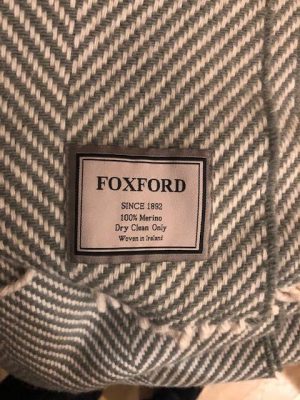 FOXFORD
SINCE 1892
100% Merino
Dry Clean Only
Woven in Ireland